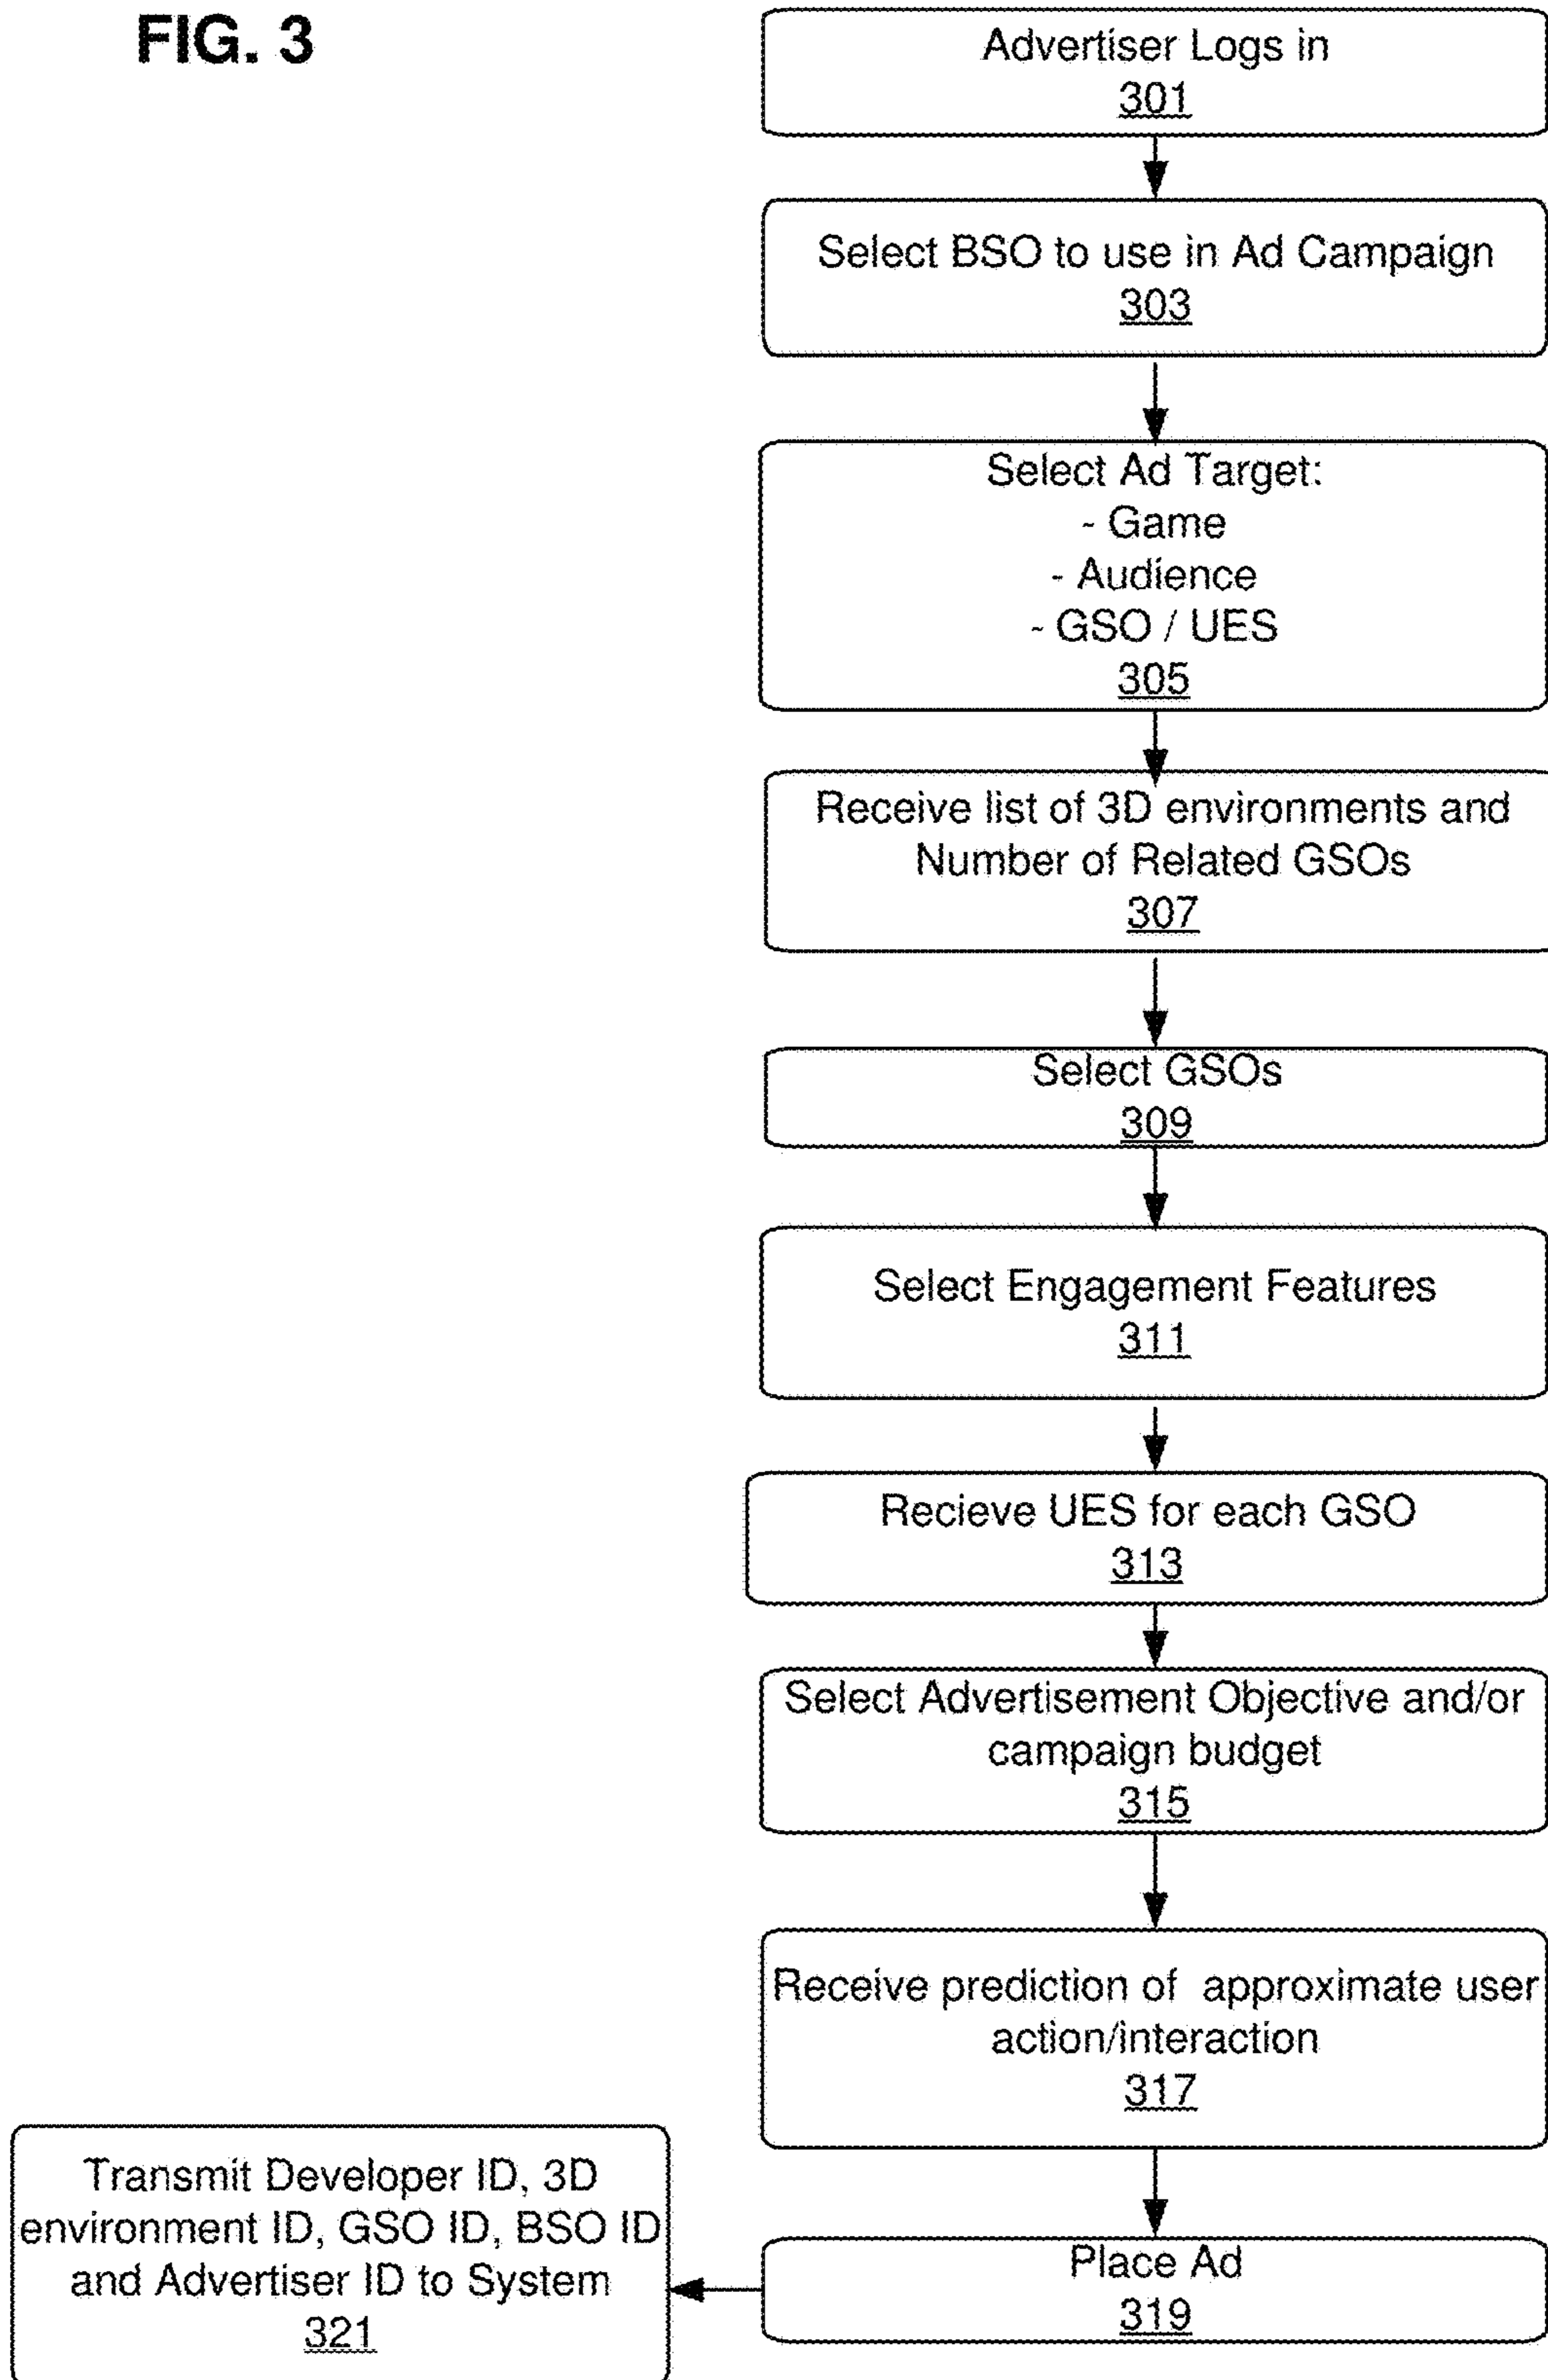 FIG. 3
Advertiser Logs in
301
Select BSO to use in Ad Campaign
303
Select Ad Target:
- Game
- Audience
- GSO / UES
305
Receive list of 3D environments and
Number of Related GSOs
307
Select GSOs
309
Select Engagement Features
311
Recieve UES for each GSO
313
Select Advertisement Objective and/or
campaign budget
315
Receive prediction of approximate user
action/interaction
317
Place Ad
319
Transmit Developer ID, 3D
environment ID, GSO ID, BSO ID
and Advertiser ID to System
321